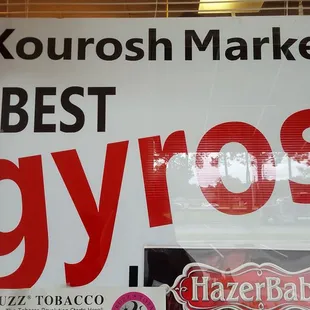 Kourosh Marke
BEST
gyros
HazerBab
UZZ® TOBACCO